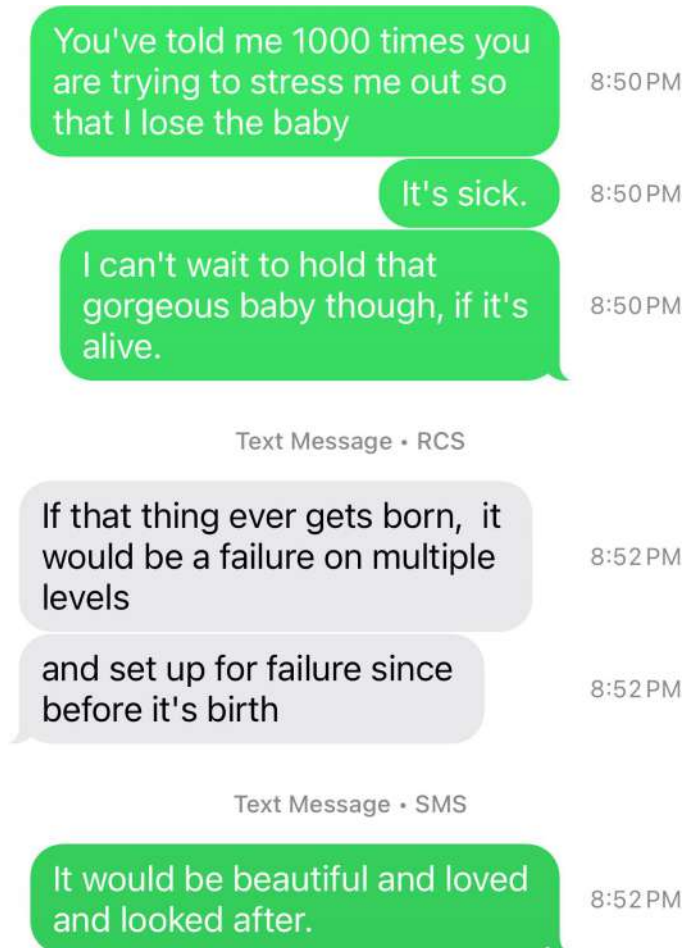 You've told me 1000 times you
are trying to stress me out so
that I lose the baby
8:50 PM
It's sick.
8:50 PM
I can't wait to hold that
gorgeous baby though, if it's
alive.
8:50 PM
Text Message • RCS
If that thing ever gets born,  it
would be a failure on multiple
levels
8:52 PM
and set up for failure since
before it's birth
8:52 PM
Text Message • SMS
It would be beautiful and loved
and looked after.
8:52 PM